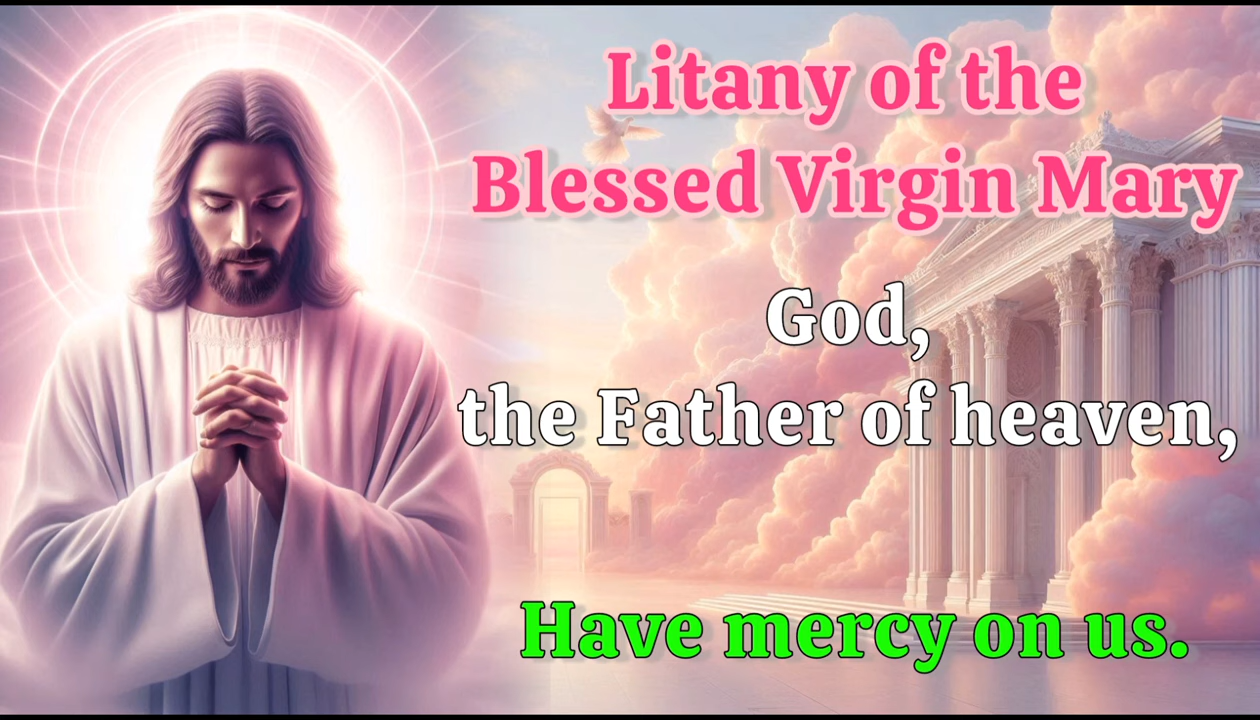 Litany of the
Blessed Virgin Mary
God,
the Father of heaven,
Have mercy on us.